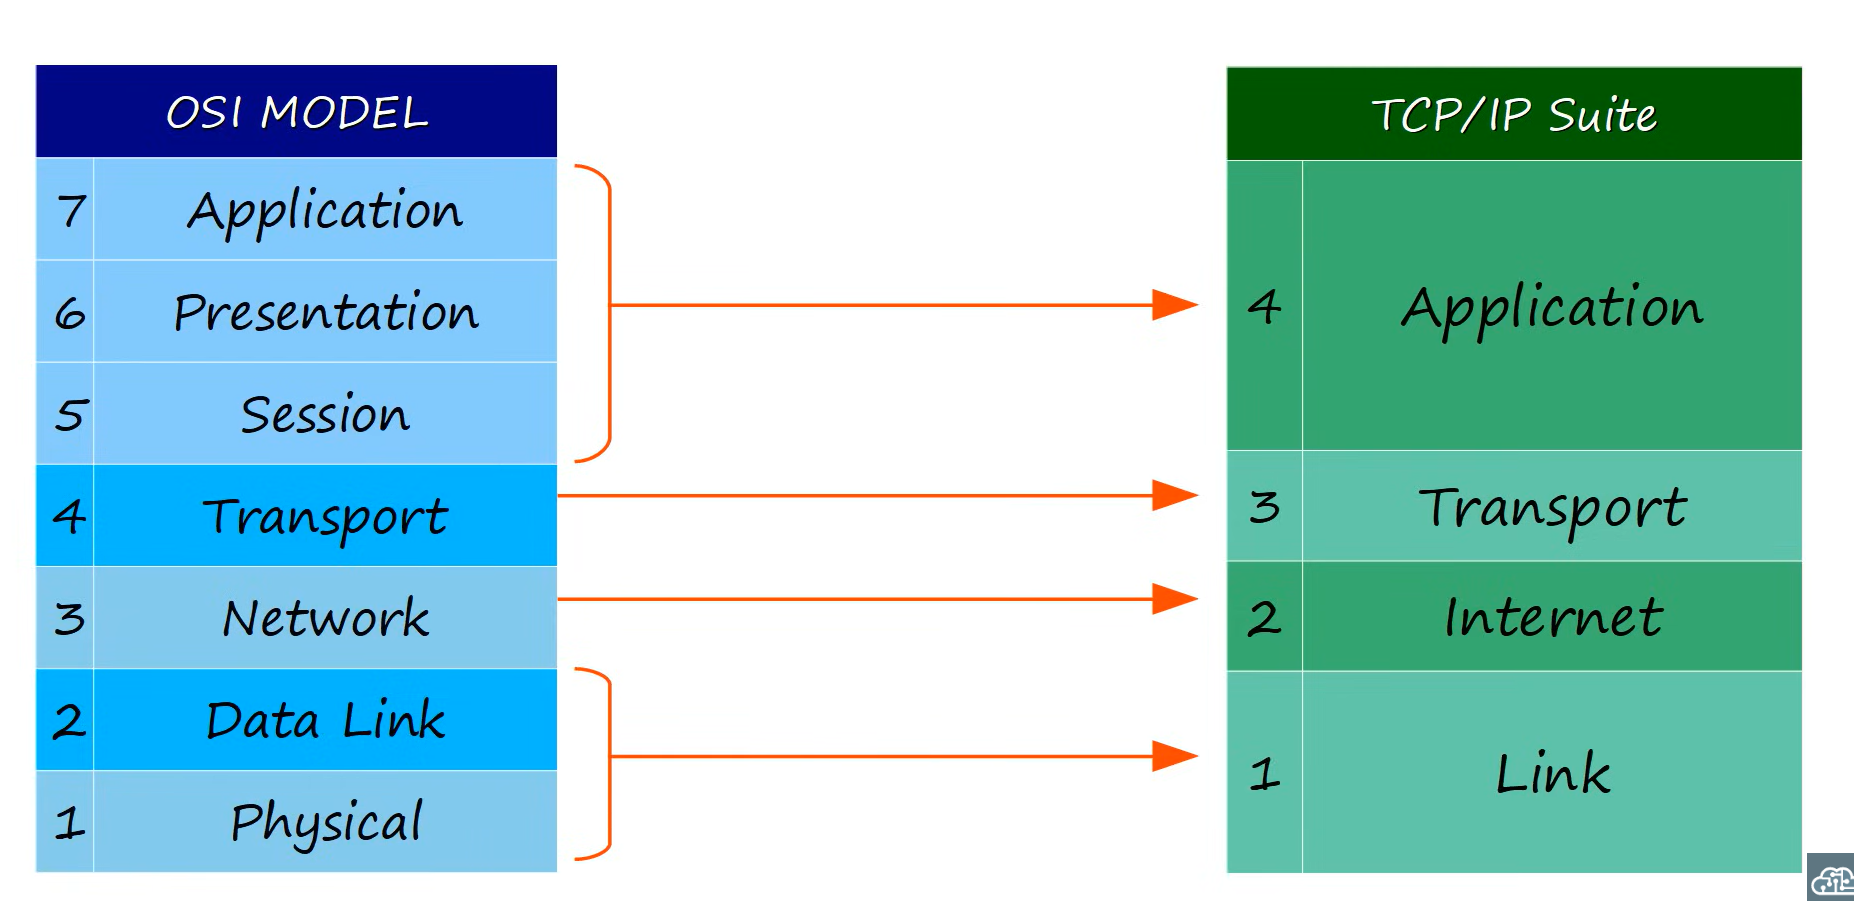 OSI MODEL
7 Application
6 Presentation
5 Session
4 Transport
3 Network
2 Data Link
1 Physical
TCP/IP Suite
4 Application
3 Transport
2 Internet
1 Link